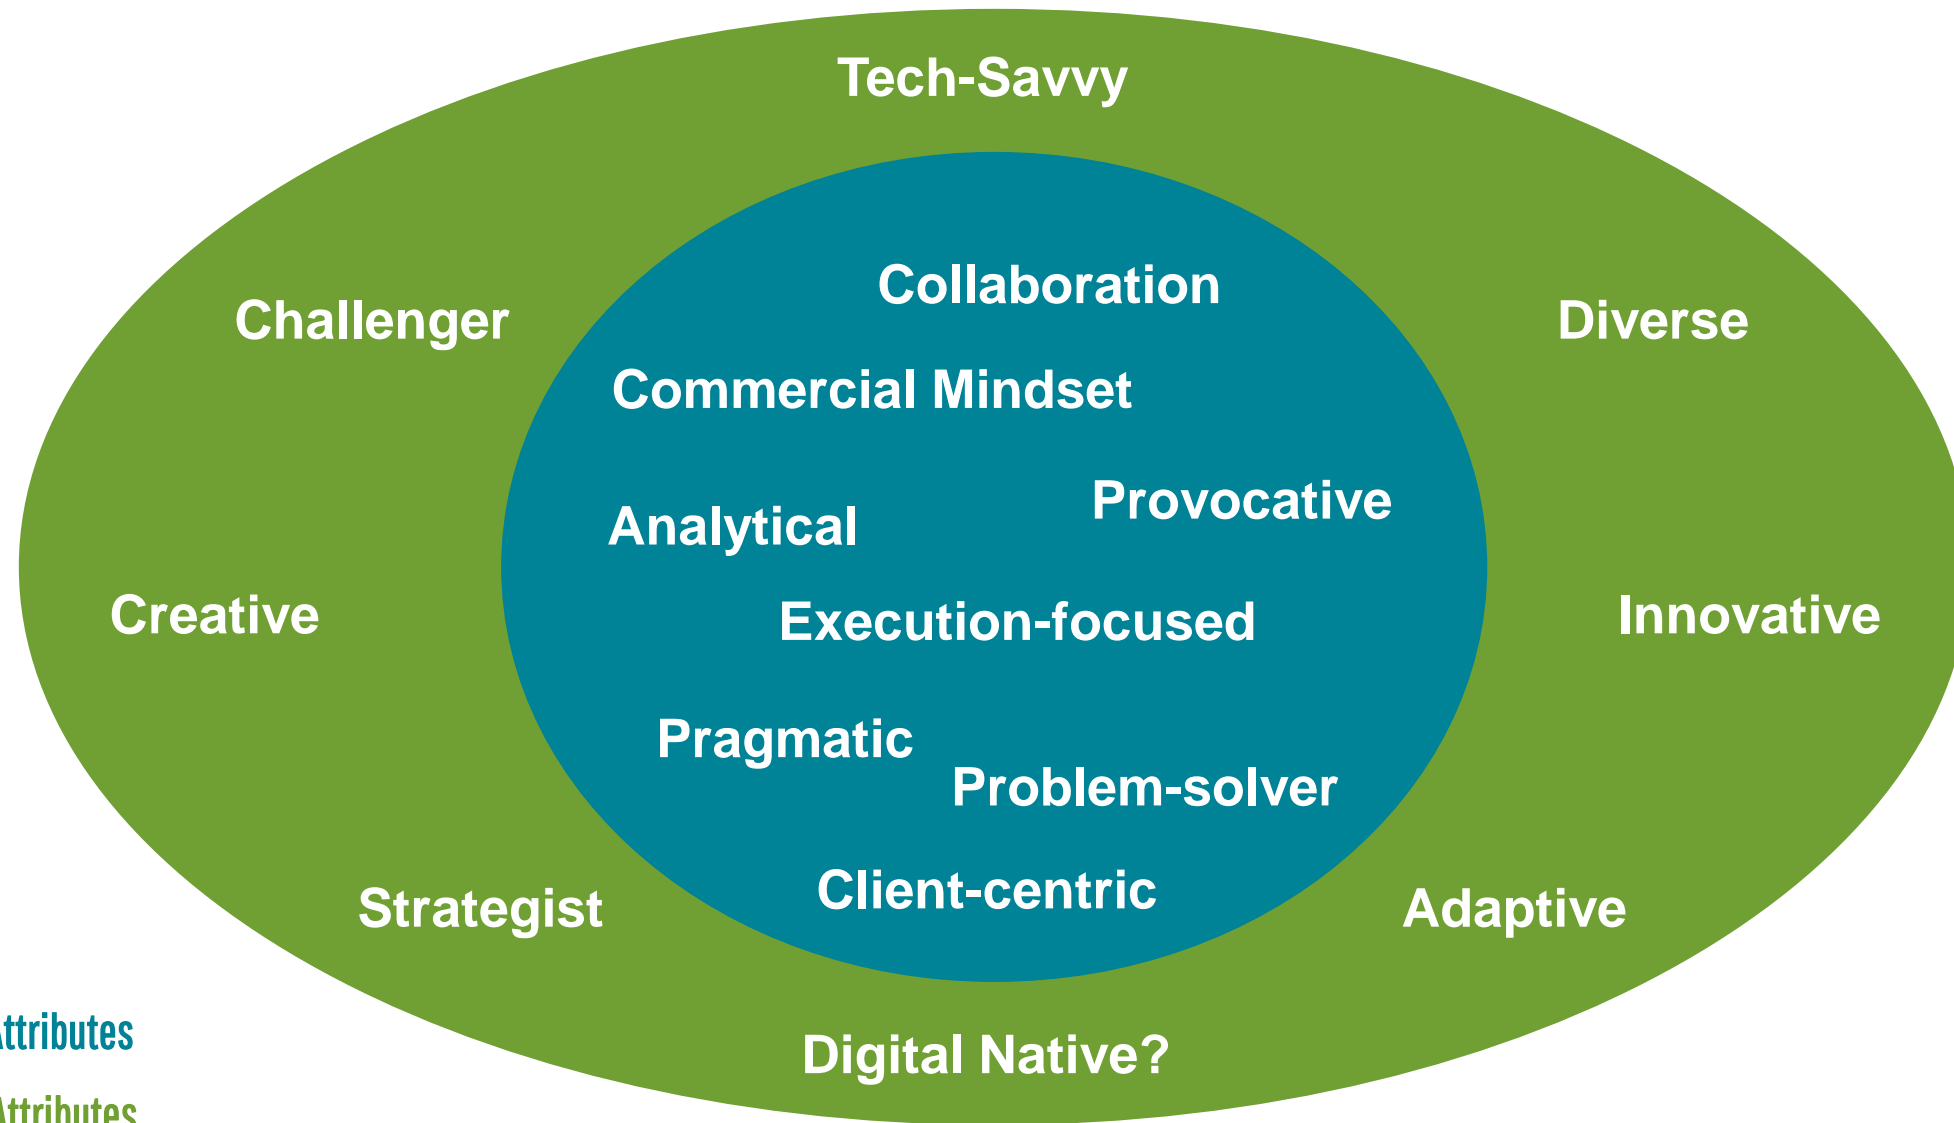 Tech-Savvy
Collaboration
Challenger
Diverse
Commercial Mindset
Provocative
Analytical
Creative
Execution-focused
Innovative
Pragmatic
Problem-solver
Client-centric
Strategist
Adaptive
Attributes
Digital Native?
Attributes